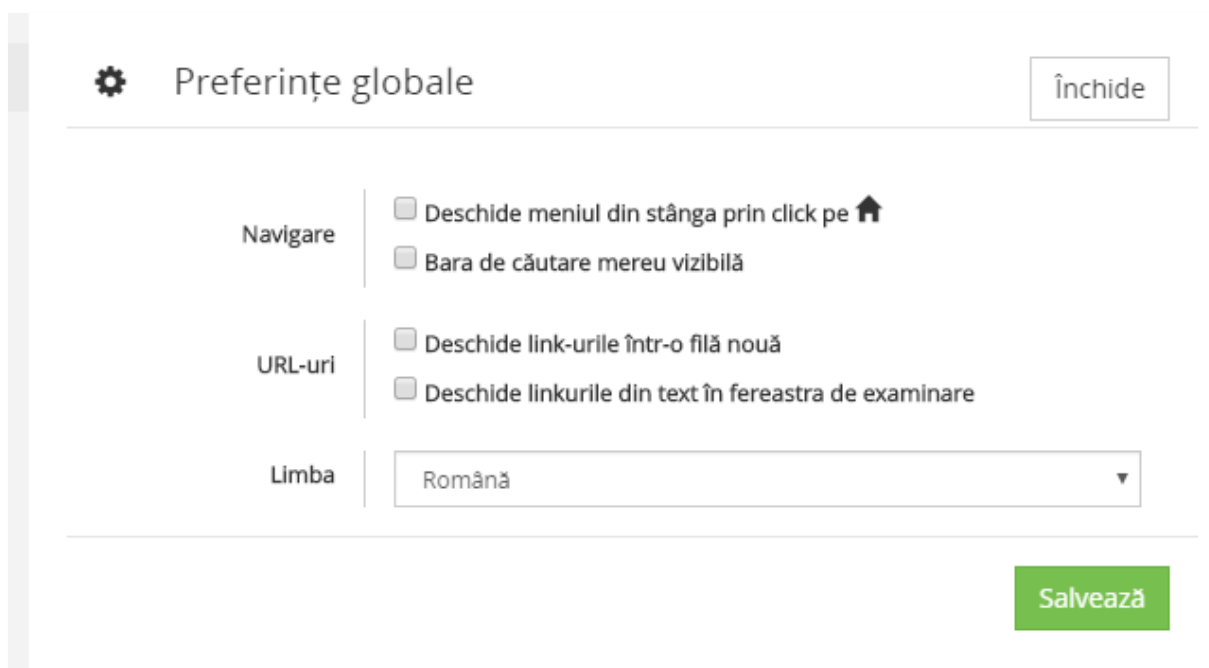 Preferințe globale
Închide
Navigare
Deschide meniul din stânga prin click pe
Bara de căutare mereu vizibilă
URL-uri
Deschide link-urile într-o filă nouă
Deschide linkurile din text în fereastra de examinare
Limba
Română
Salvează